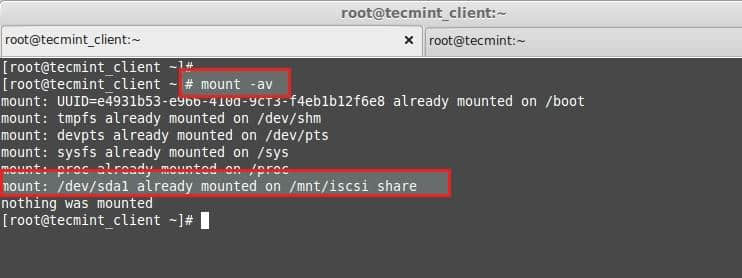 root@tecmint_client:~
root@tecmint_client:~ × root@tecmint:~
[root@tecmint_client ~]#
[root@tecmint_client ~]# mount -av
mount: UUID=e4931b53-e966-410d-9cf3-f4eb1b12f6e8 already mounted on /boot
mount: tmpfs already mounted on /dev/shm
mount: devpts already mounted on /dev/pts
mount: sysfs already mounted on /sys
mount: proc already mounted on /proc
mount: /dev/sda1 already mounted on /mnt/iscsi share
nothing was mounted
[root@tecmint_client ~]#